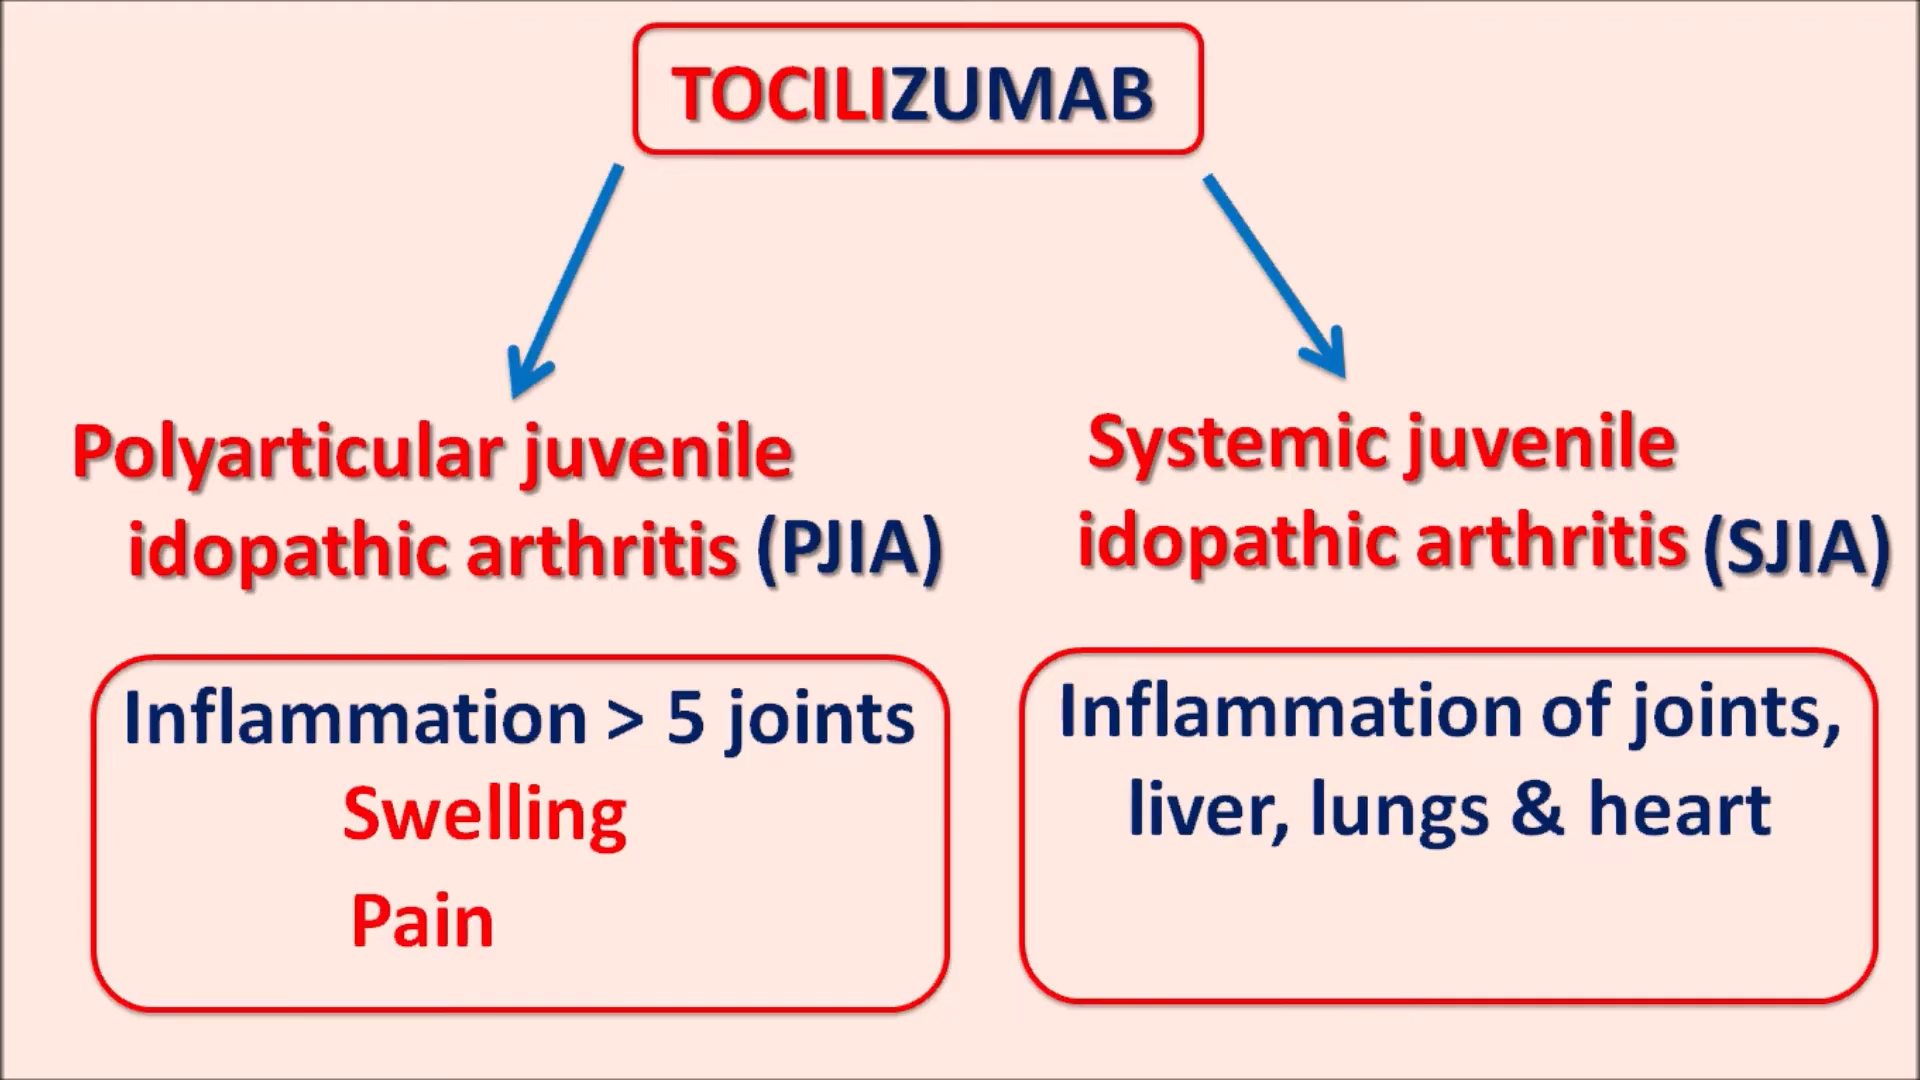 TOCILIZUMAB
Polyarticular juvenile
idopathic arthritis (PJIA)
Inflammation > 5 joints
Swelling
Pain
Systemic juvenile
idopathic arthritis (SJIA)
Inflammation of joints,
liver, lungs & heart